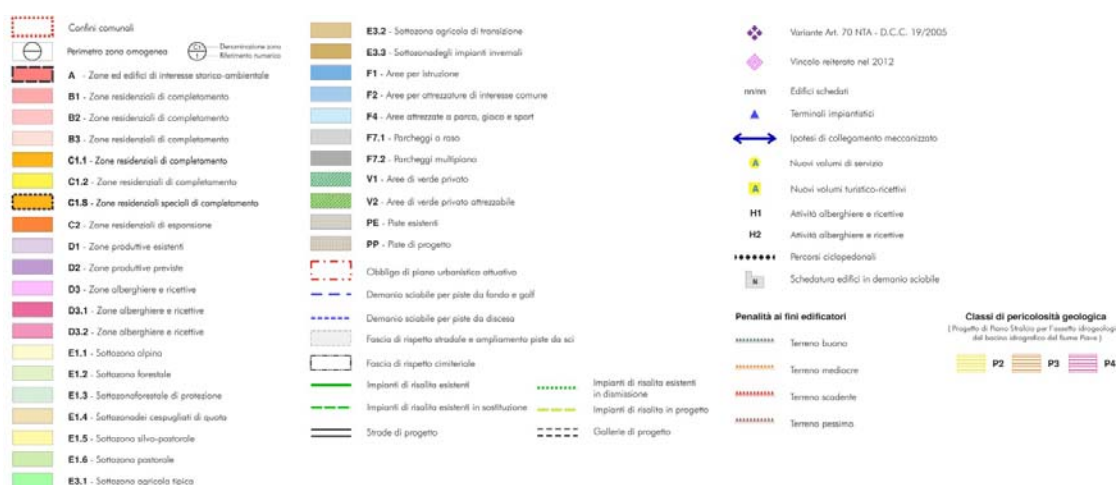 Confini comunali
Perimetro zona omogenea
Denominazione zona
Riferimento numerico
A - Zone ed edifici di interesse storico-ambientale
B1 - Zone residenziali di completamento
B2 - Zone residenziali di completamento
B3 - Zone residenziali di completamento
C1.1 - Zone residenziali di completamento
C1.2 - Zone residenziali di completamento
C1.S - Zone residenziali speciali di completamento
C2 - Zone residenziali di espansione
D1 - Zone produttive esistenti
D2 - Zone produttive previste
D3 - Zone alberghiere e ricettive
D3.1 - Zone alberghiere e ricettive
D3.2 - Zone alberghiere e ricettive
E1.1 - Sottozona alpina
E1.2 - Sottozona forestale
E1.3 - Sottozonaforestale di protezione
E1.4 - Sottozonadei cespugliati di quota
E1.5 - Sottozona silvo-pastorale
E1.6 - Sottozona pastorale
E3.1 - Sottozona agricola tipica
E3.2 - Sottozona agricola di transizione
E3.3 - Sottozonadegli impianti invernali
F1 - Aree per istruzione
F2 - Aree per attrezzature di interesse comune
F4 - Aree attrezzate a parco, gioco e sport
F7.1 - Parcheggi a raso
F7.2 - Parcheggi multipiano
V1 - Aree di verde privato
V2 - Aree di verde privato attrezzabile
PE - Piste esistenti
PP - Piste di progetto
Obbligo di piano urbanistico attuativo
Demanio sciabile per piste da fondo e golf
Demanio sciabile per piste da discesa
Fascia di rispetto stradale e ampliamento piste da sci
Fascia di rispetto cimiteriale
Impianti di risalita esistenti
Impianti di risalita esistenti in sostituzione
Strade di progetto
Impianti di risalita esistenti
in dismissione
Impianti di risalita in progetto
Gallerie di progetto
Variante Art. 70 NTA - D.C.C. 19/2005
Vincolo reiterato nel 2012
nn/nn Edifici schedati
Terminali impiantistici
Ipotesi di collegamento meccanizzato
A Nuovi volumi di servizio
A Nuovi volumi turistico-ricettivi
H1 Attività alberghiere e ricettive
H2 Attività alberghiere e ricettive
Percorsi ciclopedonali
N Schedatura edifici in demanio sciabile
Penalità ai fini edificatori
Terreno buono
Terreno mediocre
Terreno scadente
Terreno pessimo
Classi di pericolosità geologica
( Progetto di Piano Stralcio per l'assetto idrogeologi
del bacino idrografico del fiume Piave )
P2 P3 P4